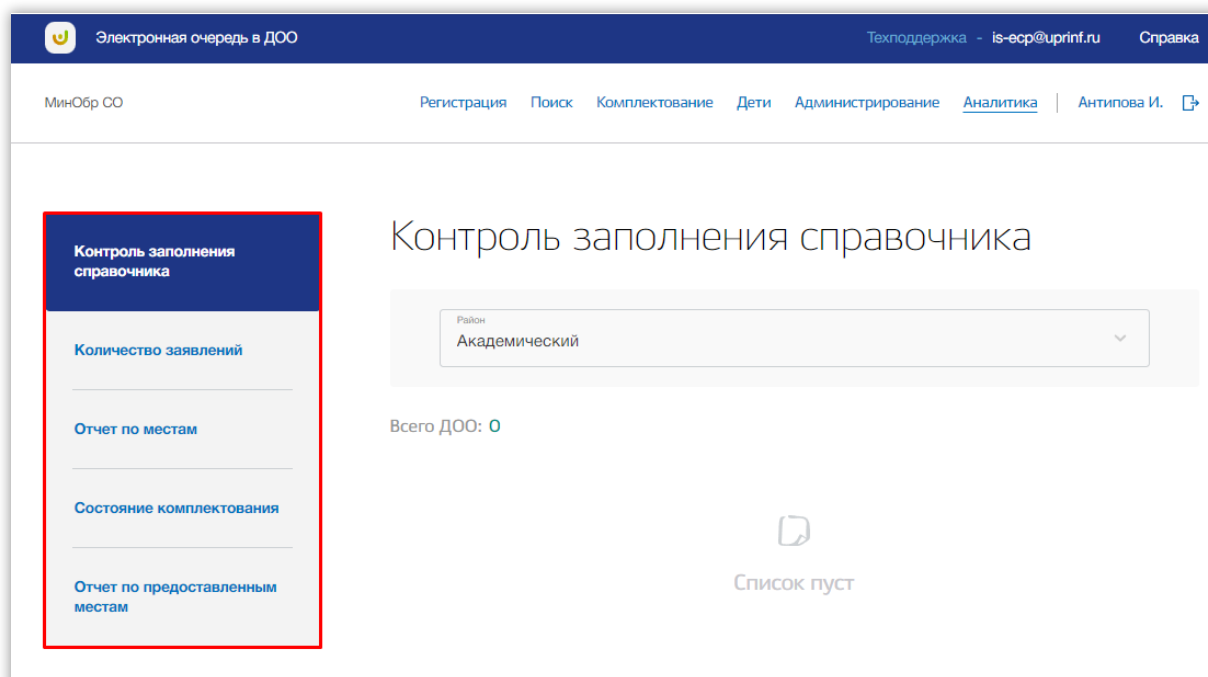 Электронная очередь в ДОО
Техподдержка - is-ecp@uprinf.ru Справка
МинОбр СО
Регистрация Поиск Комплектование Дети Администрирование Аналитика Антипова И.
Контроль заполнения
справочника
Количество заявлений
Отчет по местам
Состояние комплектования
Отчет по предоставленным
местам
Контроль заполнения справочника
Район
Академический
Всего ДОО: 0
Список пуст